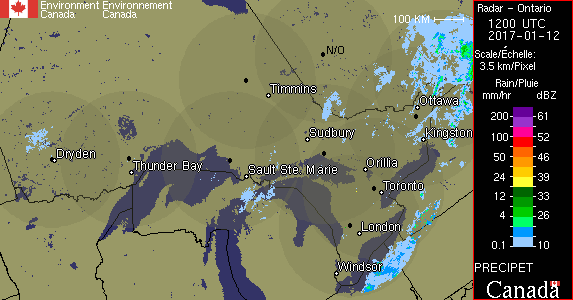 Environment Environnement
Canada Canada
100 KM
N/O
Timmins
Ottawa
Sudbury
Kingston
Dryden
Thunder Bay
Sault Ste. Marie
Orillia
Toronto
London
Windsor
Radar - Ontario
1200 UTC
2017-01-12
Scale/Échelle:
3.5 km/Pixel
Rain/Pluie
mm/hr dBZ
200 61
100 52
50 46
24 39
12 33
4 26
0.1 10
PRECIPET
Canada